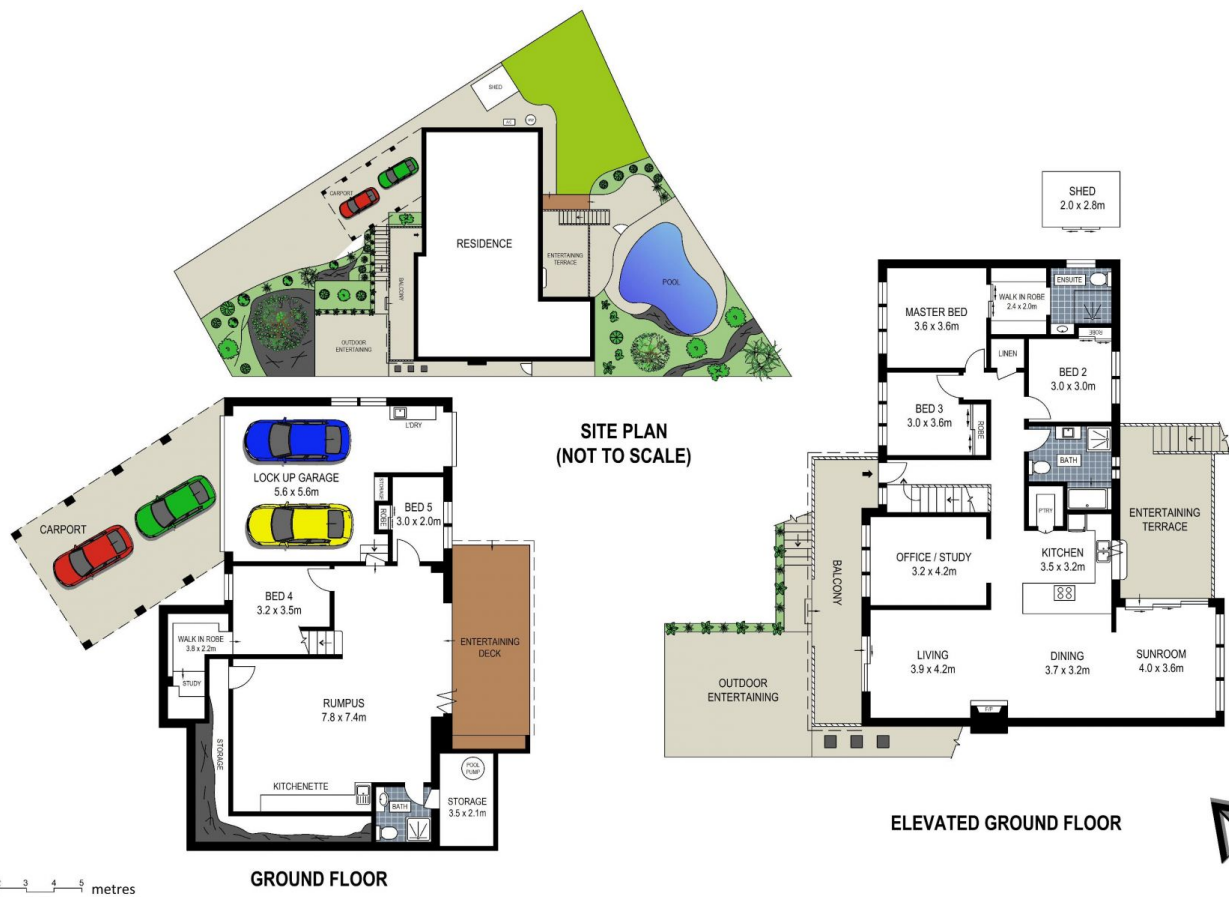 SHED
A/C
HW
CARPORT
RESIDENCE
ENTERTAINING
TERRACE
POOL
BALCONY
OUTDOOR
ENTERTAINING
SITE PLAN
(NOT TO SCALE)
L'DRY
LOCK UP GARAGE
5.6 x 5.6m
STORAGE
ROBE
BED 5
3.0 x 2.0m
CARPORT
BED 4
3.2 x 3.5m
WALK IN ROBE
3.8 x 2.2m
STUDY
ENTERTAINING
DECK
RUMPUS
7.8 x 7.4m
STORAGE
KITCHENETTE
BATH
POOL
PUMP
STORAGE
3.5 x 2.1m
GROUND FLOOR
3 4 5 metres
SHED
2.0 x 2.8m
MASTER BED
3.6 x 3.6m
WALK IN ROBE
2.4 x 2.0m
ENSUITE
ROBE
LINEN
BED 2
3.0 x 3.0m
BED 3
3.0 x 3.6m
ROBE
BATH
P'TRY
ENTERTAINING
TERRACE
KITCHEN
3.5 x 3.2m
OFFICE / STUDY
3.2 x 4.2m
BALCONY
LIVING
3.9 x 4.2m
DINING
3.7 x 3.2m
SUNROOM
4.0 x 3.6m
F/P
OUTDOOR
ENTERTAINING
ELEVATED GROUND FLOOR